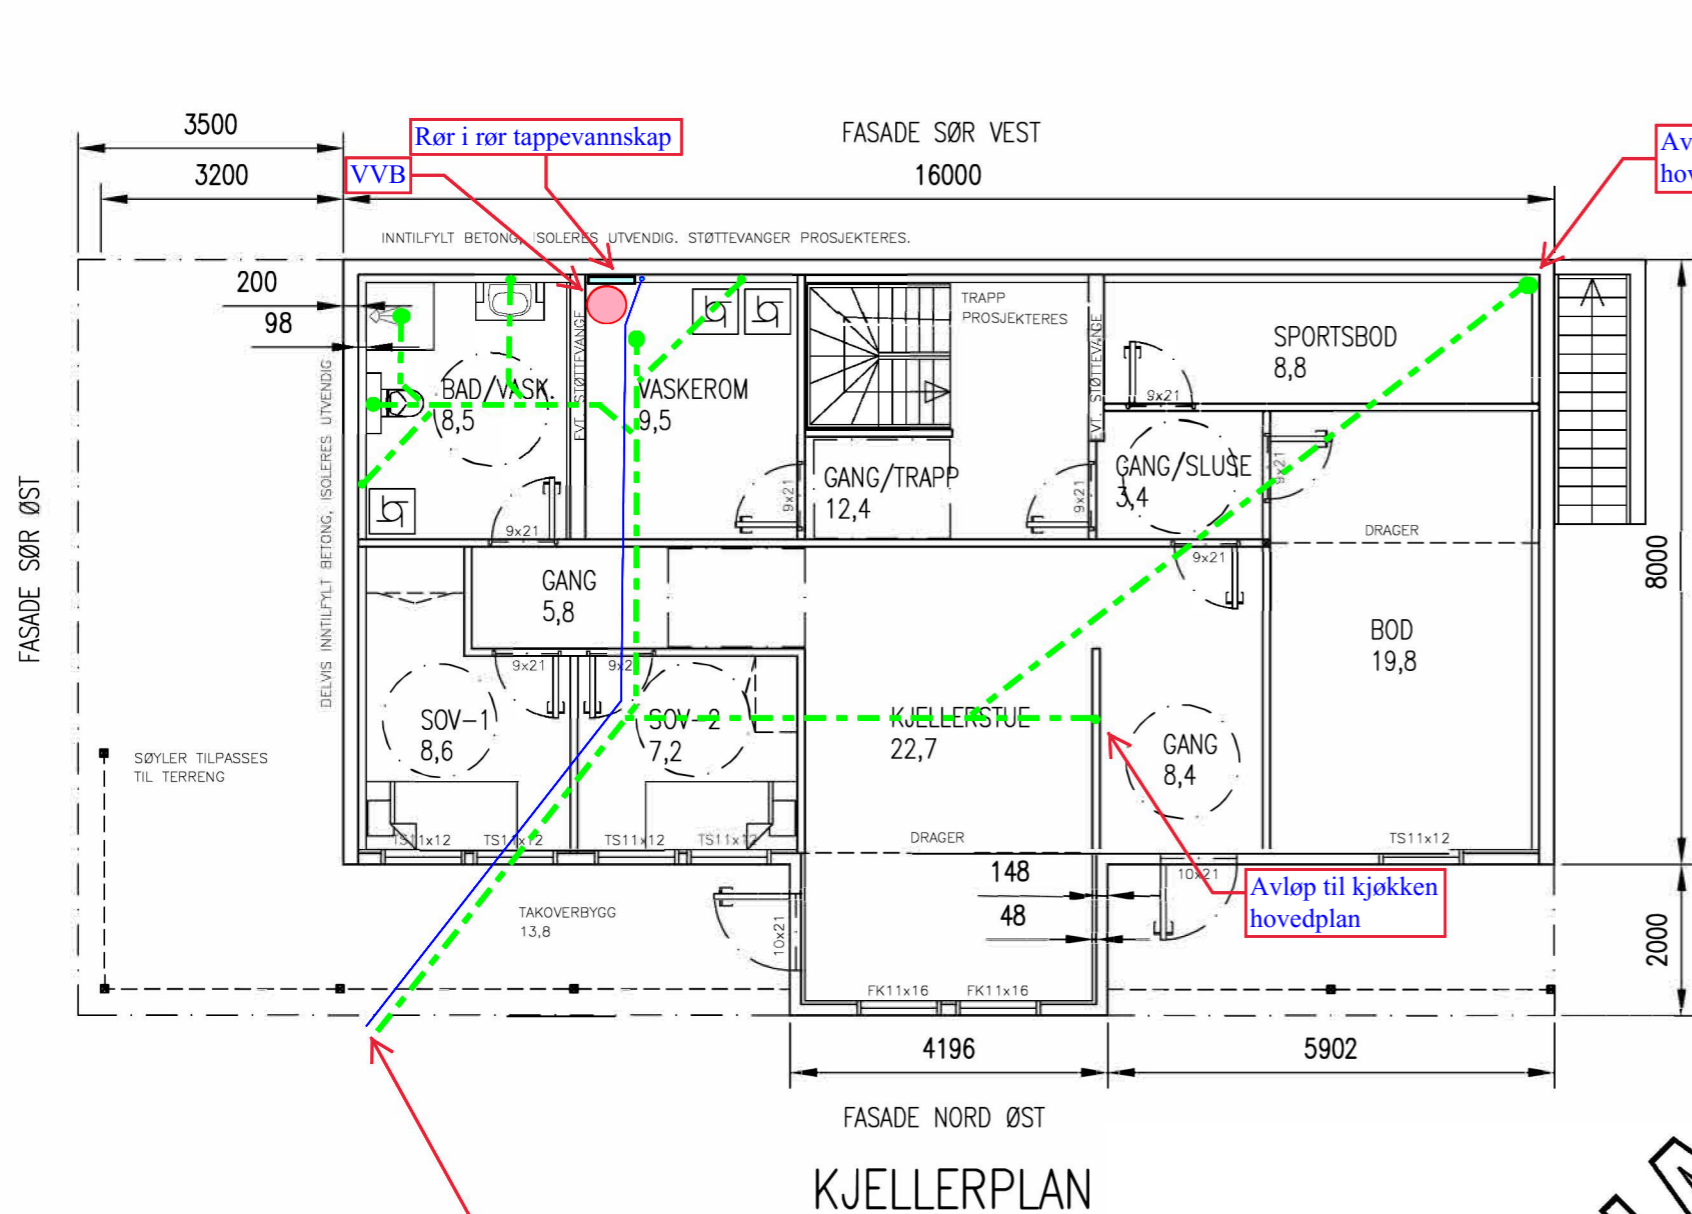 3500
Rør i rør tappevannskap
FASADE SØR VEST
Av
3200
VVB
16000
hov
INNTILFYLT BETONG, ISOLERES UTVENDIG. STØTTEVANGER PROSJEKTERES.
200
98
TRAPP
PROSJEKTERES
SPORTSBOD
8,8
EVT. STØTTEVANGE
EVT. STØTTEVANGE
BAD/VASK.
8,5
VASKEROM
9,5
9x21
DELVIS INNTILFYLT BETONG, ISOLERES UTVENDIG
GANG/TRAPP
12,4
GANG/SLUSE
3,4
9x21
9x21
9x21
9x21
DRAGER
9x21
FASADE SØR ØST
8000
GANG
5,8
BOD
19,8
9x21
9x2
SOV-1
8,6
SOV-2
7,2
KJELLERSTUE
22,7
GANG
8,4
SØYLER TILPASSES
TIL TERRENG
TS11x12
TS11x12
TS11x12
TS11x12
DRAGER
TS11x12
148
10x21
Avløp til kjøkken
hovedplan
48
TAKOVERBYGG
13,8
10x21
2000
FK11x16
FK11x16
4196
5902
FASADE NORD ØST
KJELLERPLAN